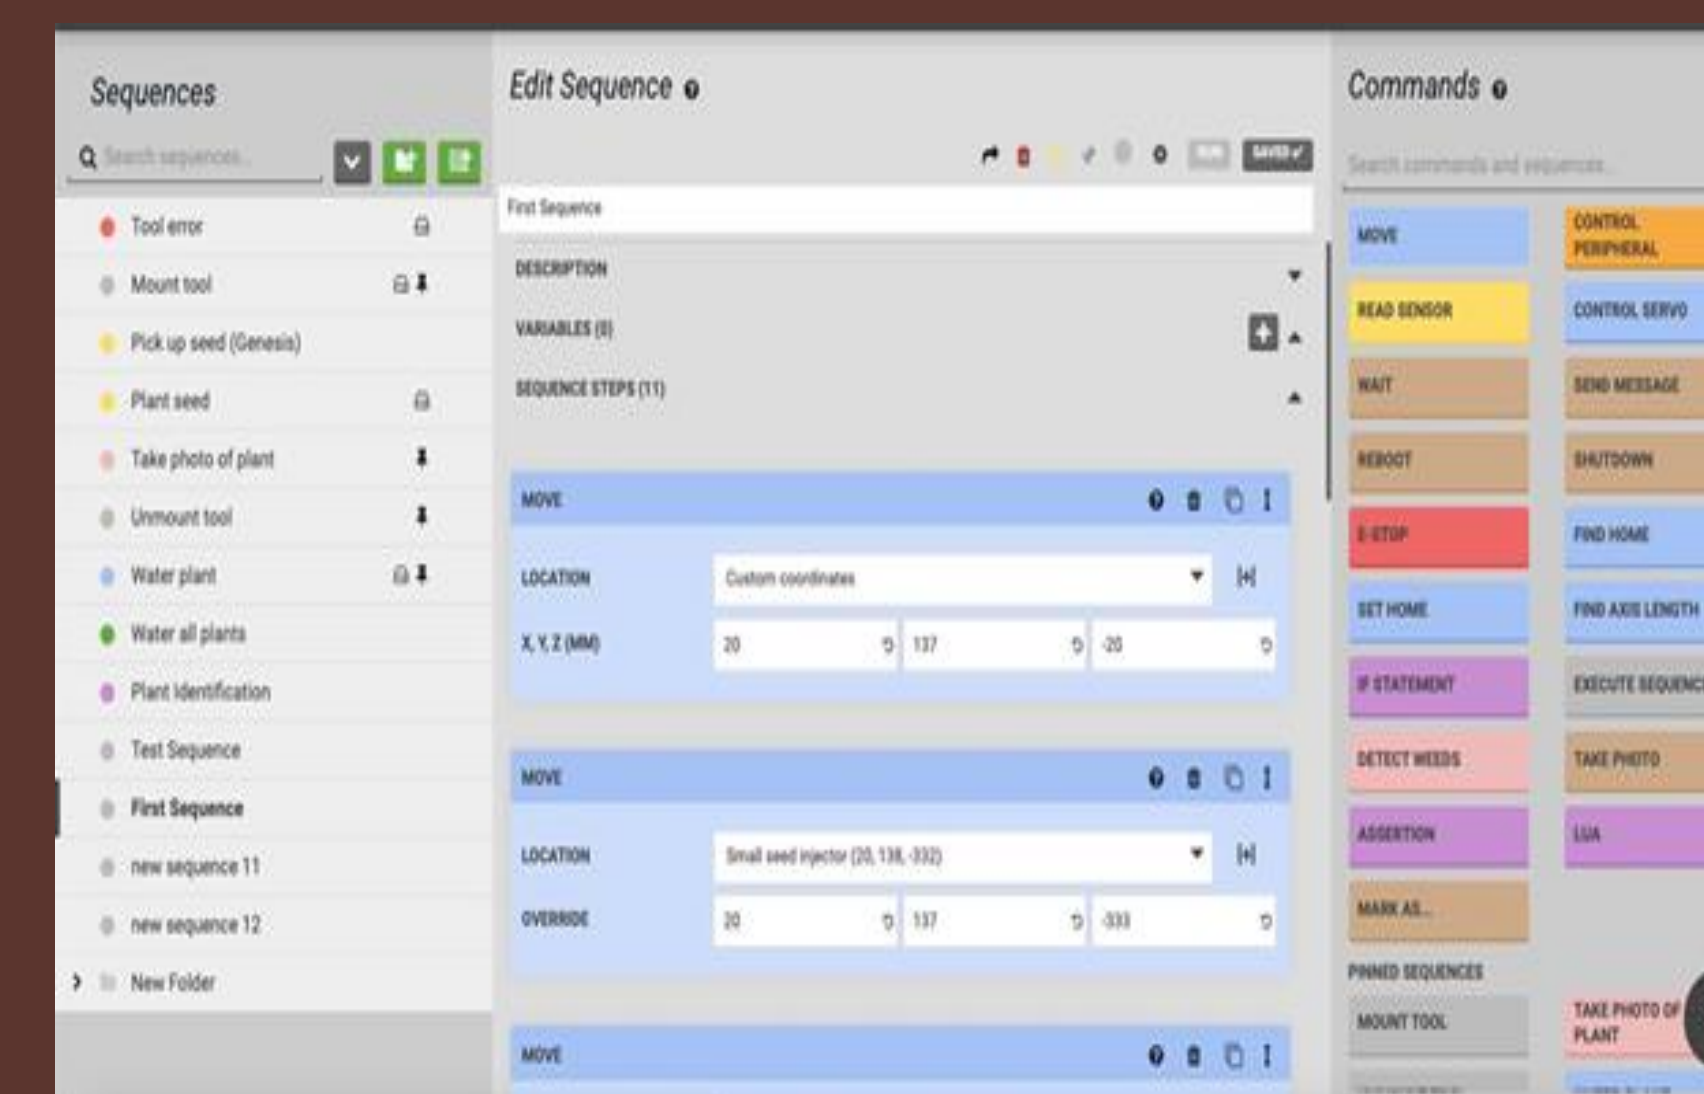 Sequences
Search sequences...
Tool error
Mount tool
Pick up seed (Genesis)
Plant seed
Take photo of plant
Unmount tool
Water plant
Water all plants
Plant Identification
Test Sequence
First Sequence
new sequence 11
new sequence 12
New Folder
Edit Sequence
SAVED
First Sequence
DESCRIPTION
VARIABLES (0)
SEQUENCE STEPS (11)
MOVE
LOCATION
Custom coordinates
X, Y, Z (MM)
20 137 -20
MOVE
LOCATION
Small seed injector (20, 138, -332)
OVERRIDE
20 137 -333
MOVE
Commands
Search commands and sequences...
MOVE
CONTROL
PERIPHERAL
READ SENSOR
CONTROL SERVO
WAIT
SEND MESSAGE
REBOOT
SHUTDOWN
E-STOP
FIND HOME
SET HOME
FIND AXIS LENGTH
IF STATEMENT
EXECUTE SEQUENC
DETECT WEEDS
TAKE PHOTO
ASSERTION
LUA
MARK AS...
PINNED SEQUENCES
MOUNT TOOL
TAKE PHOTO OF
PLANT